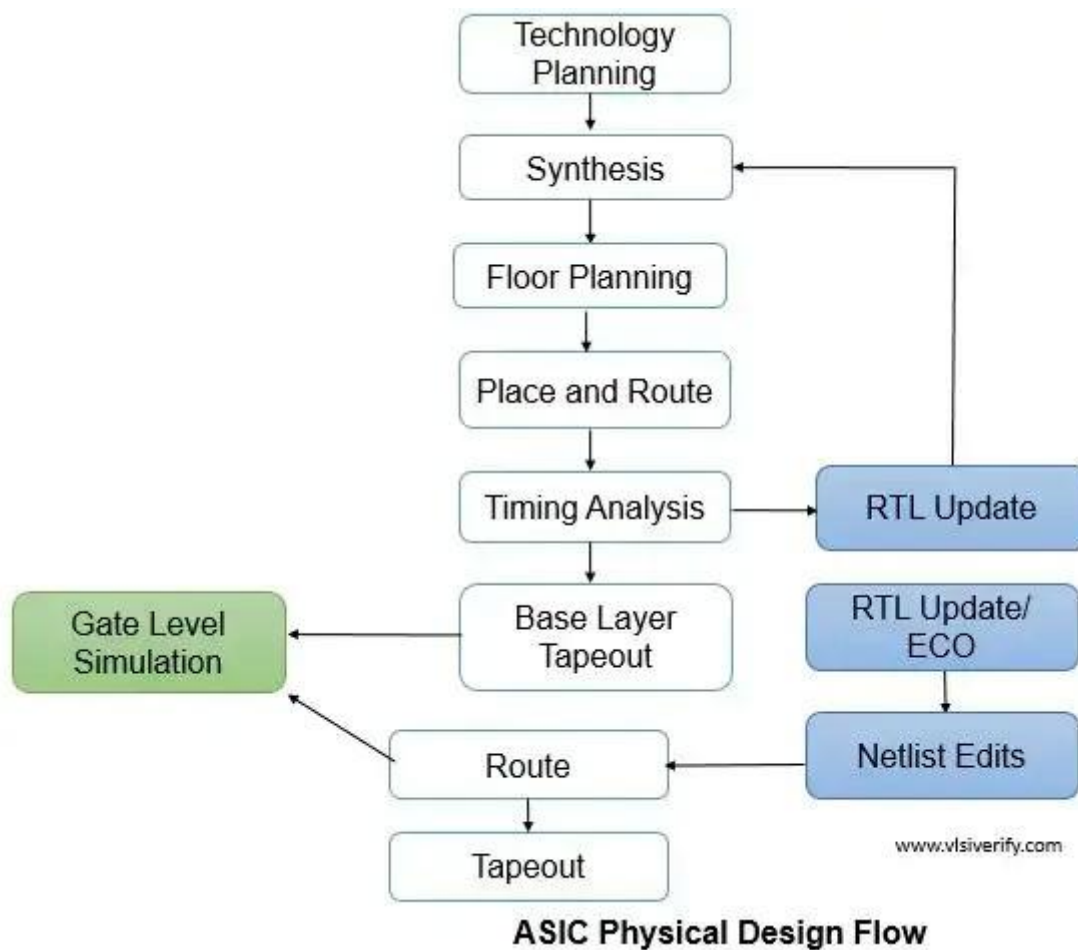 Technology
Planning
Synthesis
Floor Planning
Place and Route
Timing Analysis
RTL Update
Base Layer
Tapeout
Gate Level
Simulation
RTL Update/
ECO
Netlist Edits
Route
Tapeout
www.vlsiverify.com
ASIC Physical Design Flow